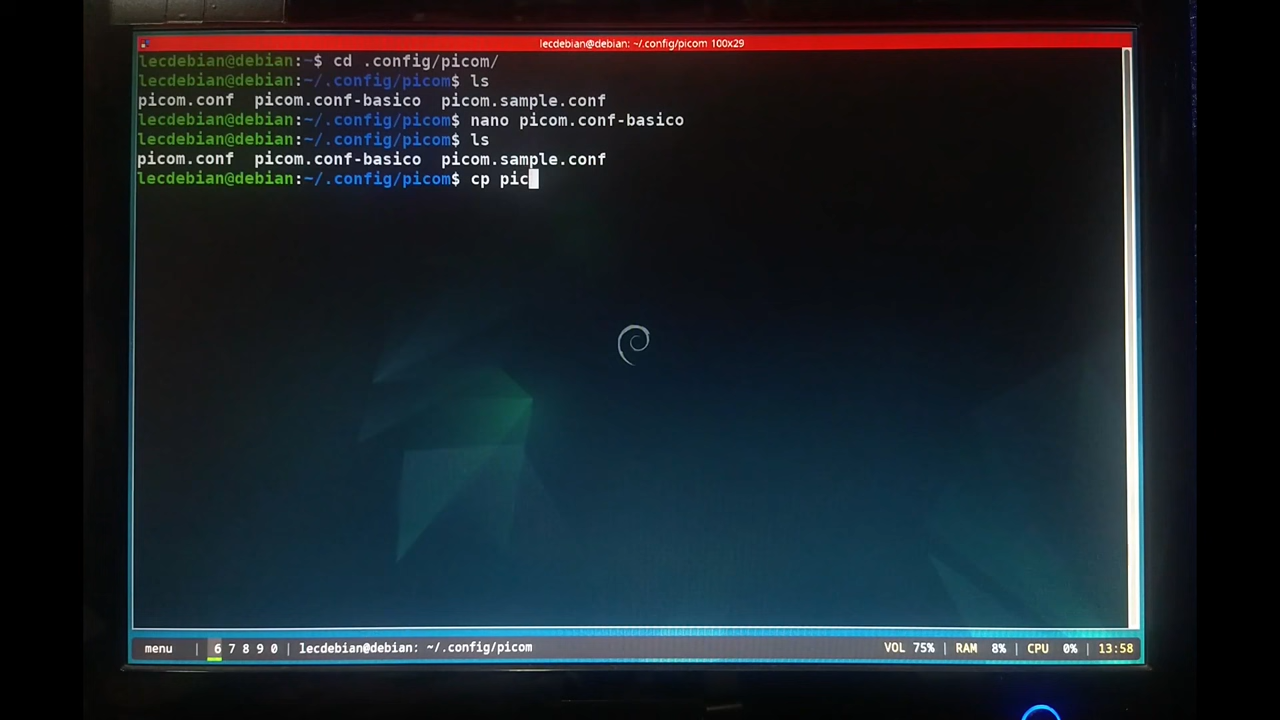 lecdebian@debian: ~/.config/picom 100x29
lecdebian@debian:~$ cd .config/picom/
lecdebian@debian:~/.config/picom$ ls
picom.conf  picom.conf-basico  picom.sample.conf
lecdebian@debian:~/.config/picom$ nano picom.conf-basico
lecdebian@debian:~/.config/picom$ ls
picom.conf  picom.conf-basico  picom.sample.conf
lecdebian@debian:~/.config/picom$ cp pic
menu | 6 7 8 9 0 | lecdebian@debian: ~/.config/picom VOL 75% | RAM 8% | CPU 0% | 13:58